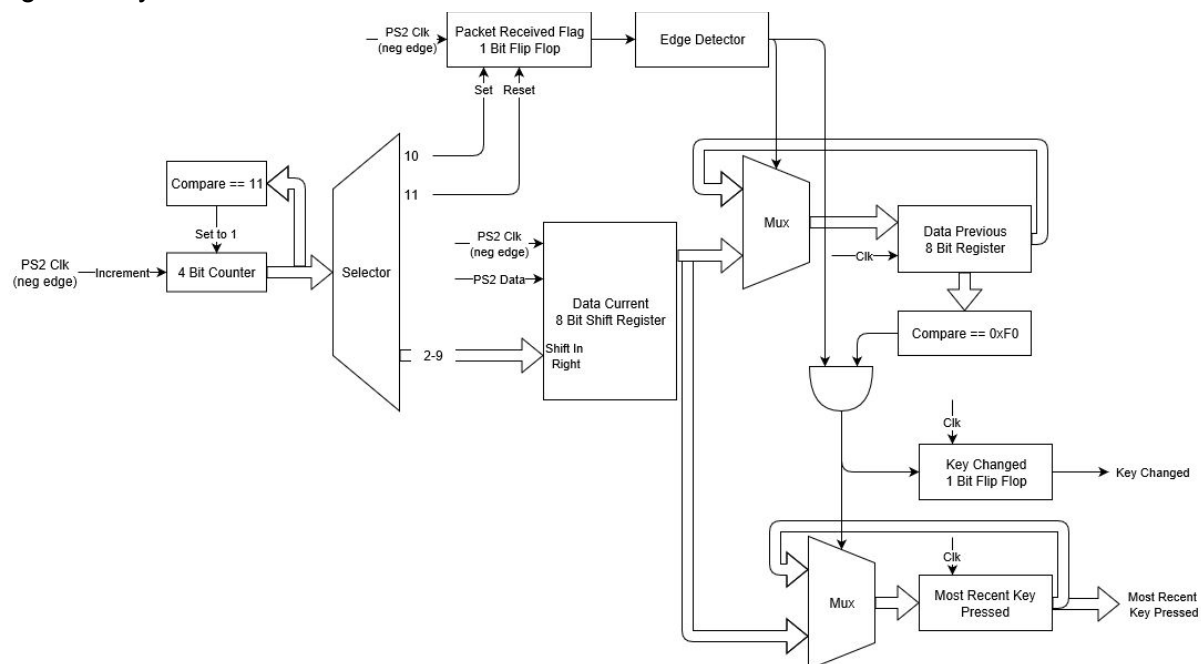 PS2 Clk
(neg edge)
Packet Received Flag
1 Bit Flip Flop
Edge Detector
Set
Reset
10
11
Compare == 11
Set to 1
PS2 Clk
(neg edge)
Increment
4 Bit Counter
Selector
2-9
PS2 Clk
(neg edge)
PS2 Data
Data Current
8 Bit Shift Register
Shift In
Right
Mux
Data Previous
8 Bit Register
Clk
Compare == 0xF0
Clk
Key Changed
1 Bit Flip Flop
Key Changed
Mux
Clk
Most Recent Key
Pressed
Most Recent
Key Pressed